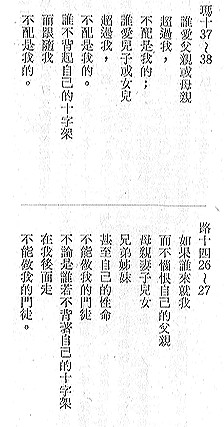 瑪十37~38
誰愛父親或母親
超過我，
不配是我的；
誰愛兒子或女兒
超過我，
不配是我的。
誰不背起自己的十字架
而跟隨我
不配是我的。
路十四26~27
如果誰來就我
而不惱恨自己的父親
母親妻子兒女
兄弟姊妹
甚至自己的性命
不能做我的門徒
不論是誰若不背著自己的十字架
在我後而走
不能做我的門徒。